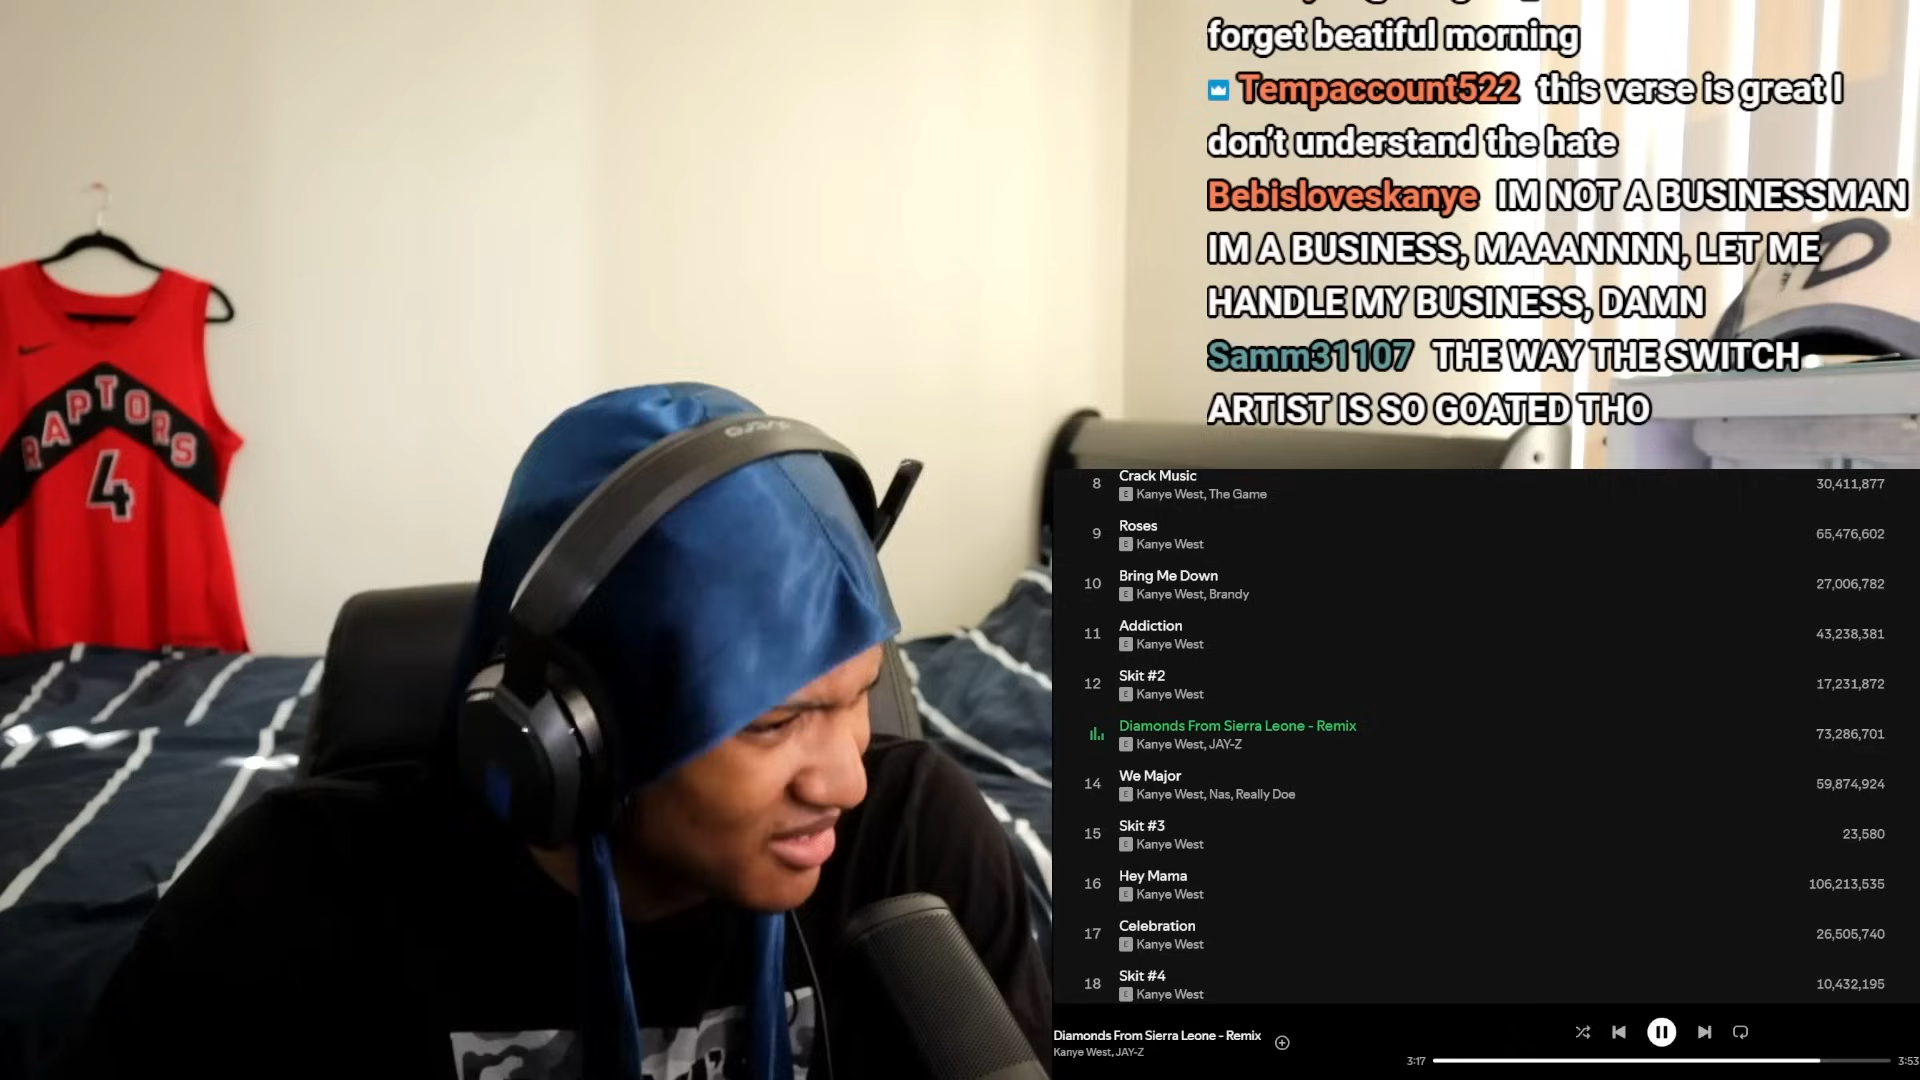 forget beatiful morning
Tempaccount522 this verse is great I
don't understand the hate
Bebisloveskanye IM NOT A BUSINESSMAN
IM A BUSINESS, MAAANNNN, LET ME
HANDLE MY BUSINESS, DAMN
Samm31107 THE WAY THE SWITCH
ARTIST IS SO GOATED THO
RAPTORS
4
8 Crack Music 30,411,877
E Kanye West, The Game
9 Roses 65,476,602
E Kanye West
10 Bring Me Down 27,006,782
E Kanye West, Brandy
11 Addiction 43,238,381
E Kanye West
12 Skit #2 17,231,872
E Kanye West
Diamonds From Sierra Leone - Remix 73,286,701
E Kanye West, JAY-Z
14 We Major 59,874,924
E Kanye West, Nas, Really Doe
15 Skit #3 23,580
E Kanye West
16 Hey Mama 106,213,535
E Kanye West
17 Celebration 26,505,740
E Kanye West
18 Skit #4 10,432,195
E Kanye West
Diamonds From Sierra Leone - Remix
Kanye West, JAY-Z
3:17 3:53